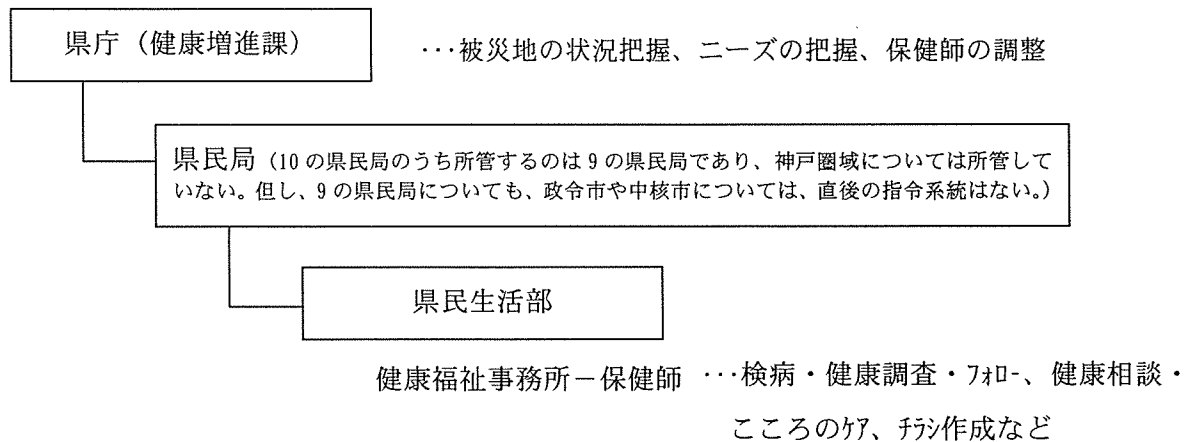 県庁（健康増進課）
…被災地の状況把握、ニーズの把握、保健師の調整
県民局（10の県民局のうち所管するのは9の県民局であり、神戸圏域については所管して
いない。但し、9の県民局についても、政令市や中核市については、直後の指令系統はない。）
県民生活部
健康福祉事務所－保健師　…検病・健康調査・ﾌｫﾛｰ、健康相談・
こころのｹｱ、ﾁﾗｼ作成など